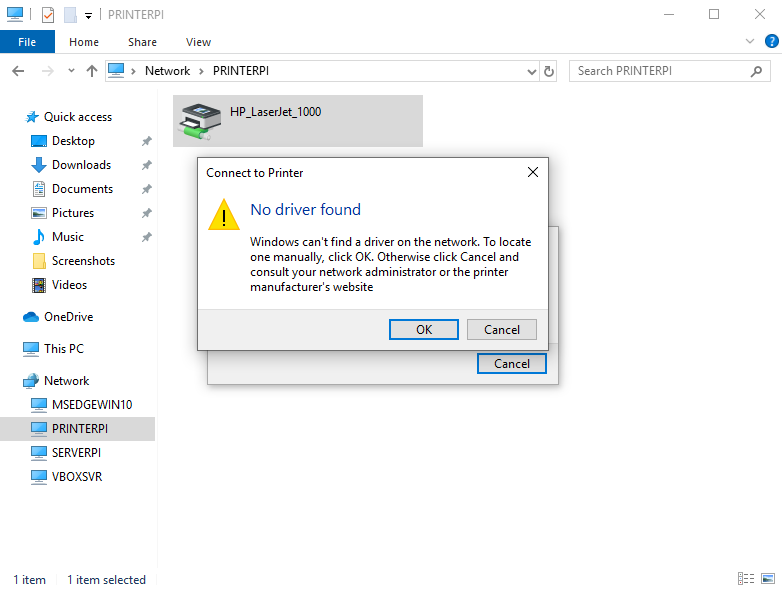 PRINTERPI
File
Home
Share
View
Network
PRINTERPI
Search PRINTERPI
Quick access
Desktop
Downloads
Documents
Pictures
Music
Screenshots
Videos
OneDrive
This PC
Network
MSEDGEWIN10
PRINTERPI
SERVERPI
VBOXSVR
HP_LaserJet_1000
Connect to Printer
No driver found
Windows can't find a driver on the network. To locate
one manually, click OK. Otherwise click Cancel and
consult your network administrator or the printer
manufacturer's website
OK
Cancel
Cancel
1 item
1 item selected